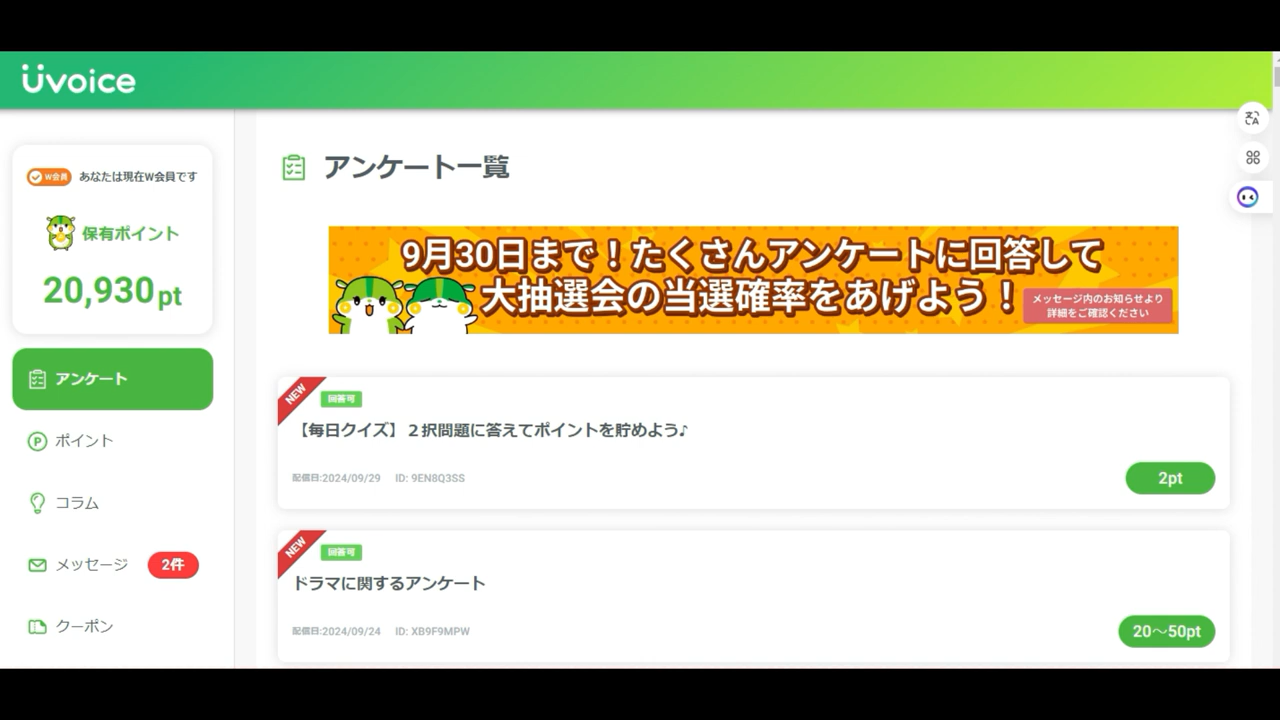 Uvoice
W会員 あなたは現在W会員です
保有ポイント
20,930pt
アンケート
ポイント
コラム
メッセージ 2件
クーポン
アンケート一覧
9月30日まで！たくさんアンケートに回答して
大抽選会の当選確率をあげよう！
メッセージ内のお知らせより
詳細をご確認ください
NEW 回答可
【毎日クイズ】２択問題に答えてポイントを貯めよう♪
配信日:2024/09/29 ID: 9EN8Q3SS
2pt
NEW 回答可
ドラマに関するアンケート
配信日:2024/09/24 ID: XB9F9MPW
20〜50pt